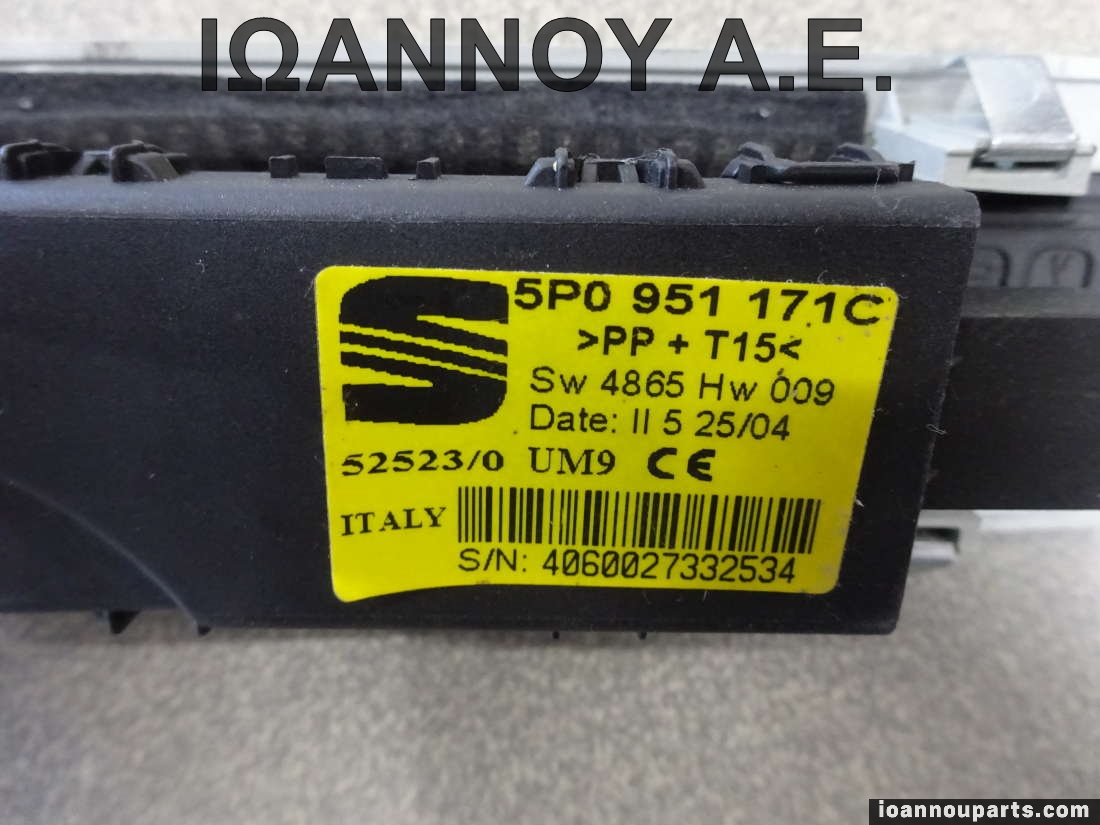 ΙΩΑΝΝΟΥ Α.Ε.
5P0 951 171C
>PP + T15<
Sw 4865 Hw 009
Date: II 5 25/04
52523/0 UM9 CE
ITALY
S/N: 4060027332534
ioannouparts.com